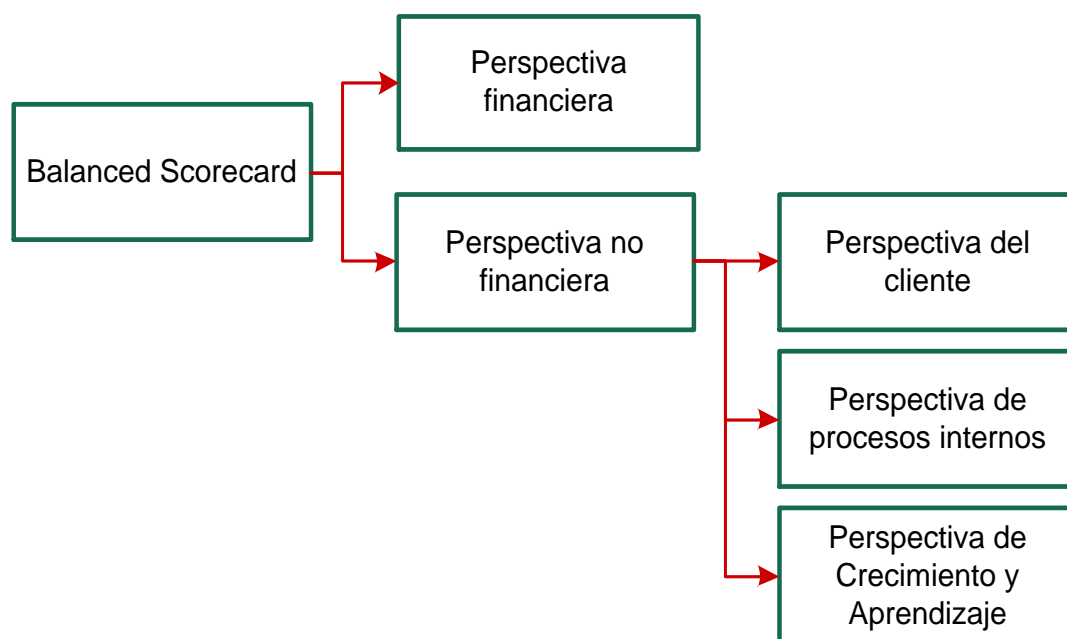 Perspectiva
financiera
Balanced Scorecard
Perspectiva no
financiera
Perspectiva del
cliente
Perspectiva de
procesos internos
Perspectiva de
Crecimiento y
Aprendizaje